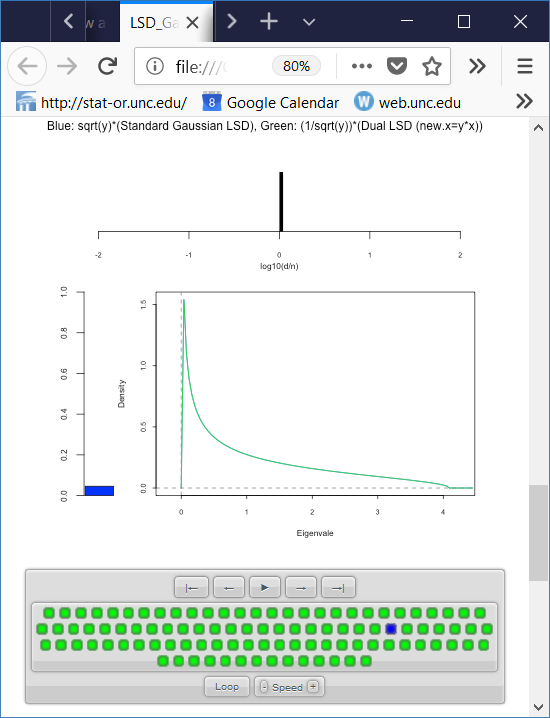 w a
LSD_Ga
file:///
80%
http://stat-or.unc.edu/
8
Google Calendar
W
web.unc.edu
Blue: sqrt(y)*(Standard Gaussian LSD), Green: (1/sqrt(y))*(Dual LSD (new.x=y*x))
-2 -1 0 1 2
log10(d/n)
0.0 0.2 0.4 0.6 0.8 1.0
Density
0.0 0.5 1.0 1.5
0 1 2 3 4
Eigenvale
Loop
- Speed +